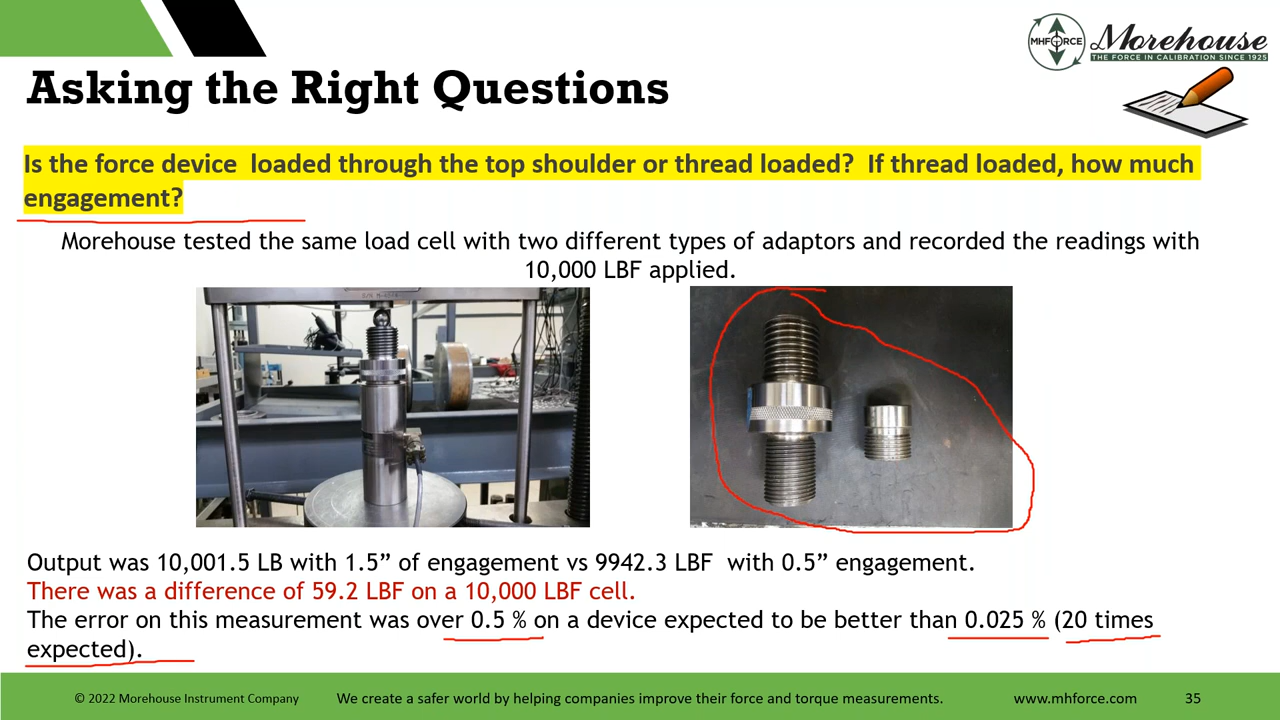 MHFORCE
Morehouse
THE FORCE IN CALIBRATION SINCE 1925
Asking the Right Questions
Is the force device  loaded through the top shoulder or thread loaded?  If thread loaded, how much
engagement?
Morehouse tested the same load cell with two different types of adaptors and recorded the readings with
10,000 LBF applied.
Output was 10,001.5 LB with 1.5” of engagement vs 9942.3 LBF  with 0.5” engagement.
There was a difference of 59.2 LBF on a 10,000 LBF cell.
The error on this measurement was over 0.5 % on a device expected to be better than 0.025 % (20 times
expected).
© 2022 Morehouse Instrument Company
We create a safer world by helping companies improve their force and torque measurements.
www.mhforce.com
35